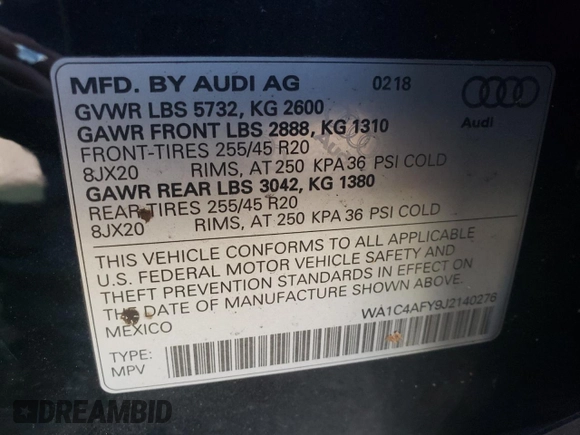 MFD. BY AUDI AG 0218
GVWR LBS 5732, KG 2600
GAWR FRONT LBS 2888, KG 1310
FRONT-TIRES 255/45 R20
8JX20 RIMS, AT 250 KPA 36 PSI COLD
GAWR REAR LBS 3042, KG 1380
REAR-TIRES 255/45 R20
8JX20 RIMS, AT 250 KPA 36 PSI COLD
Audi
THIS VEHICLE CONFORMS TO ALL APPLICABLE
U.S. FEDERAL MOTOR VEHICLE SAFETY AND
THEFT PREVENTION STANDARDS IN EFFECT ON
THE DATE OF MANUFACTURE SHOWN ABOVE.
MEXICO WA1C4AFY9J2140276
TYPE:
MPV
DREAMBID